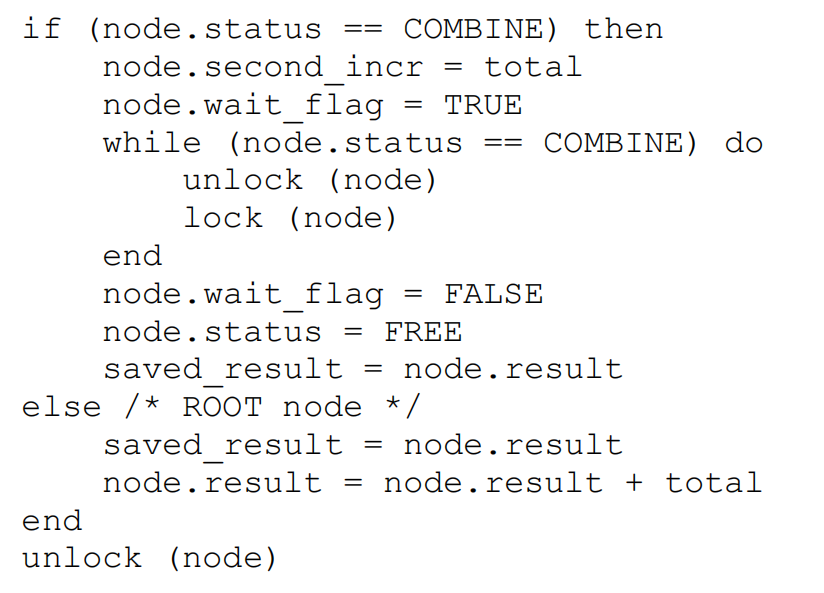 if (node.status == COMBINE) then
    node.second_incr = total
    node.wait_flag = TRUE
    while (node.status == COMBINE) do
        unlock (node)
        lock (node)
    end
    node.wait_flag = FALSE
    node.status = FREE
    saved_result = node.result
else /* ROOT node */
    saved_result = node.result
    node.result = node.result + total
end
unlock (node)